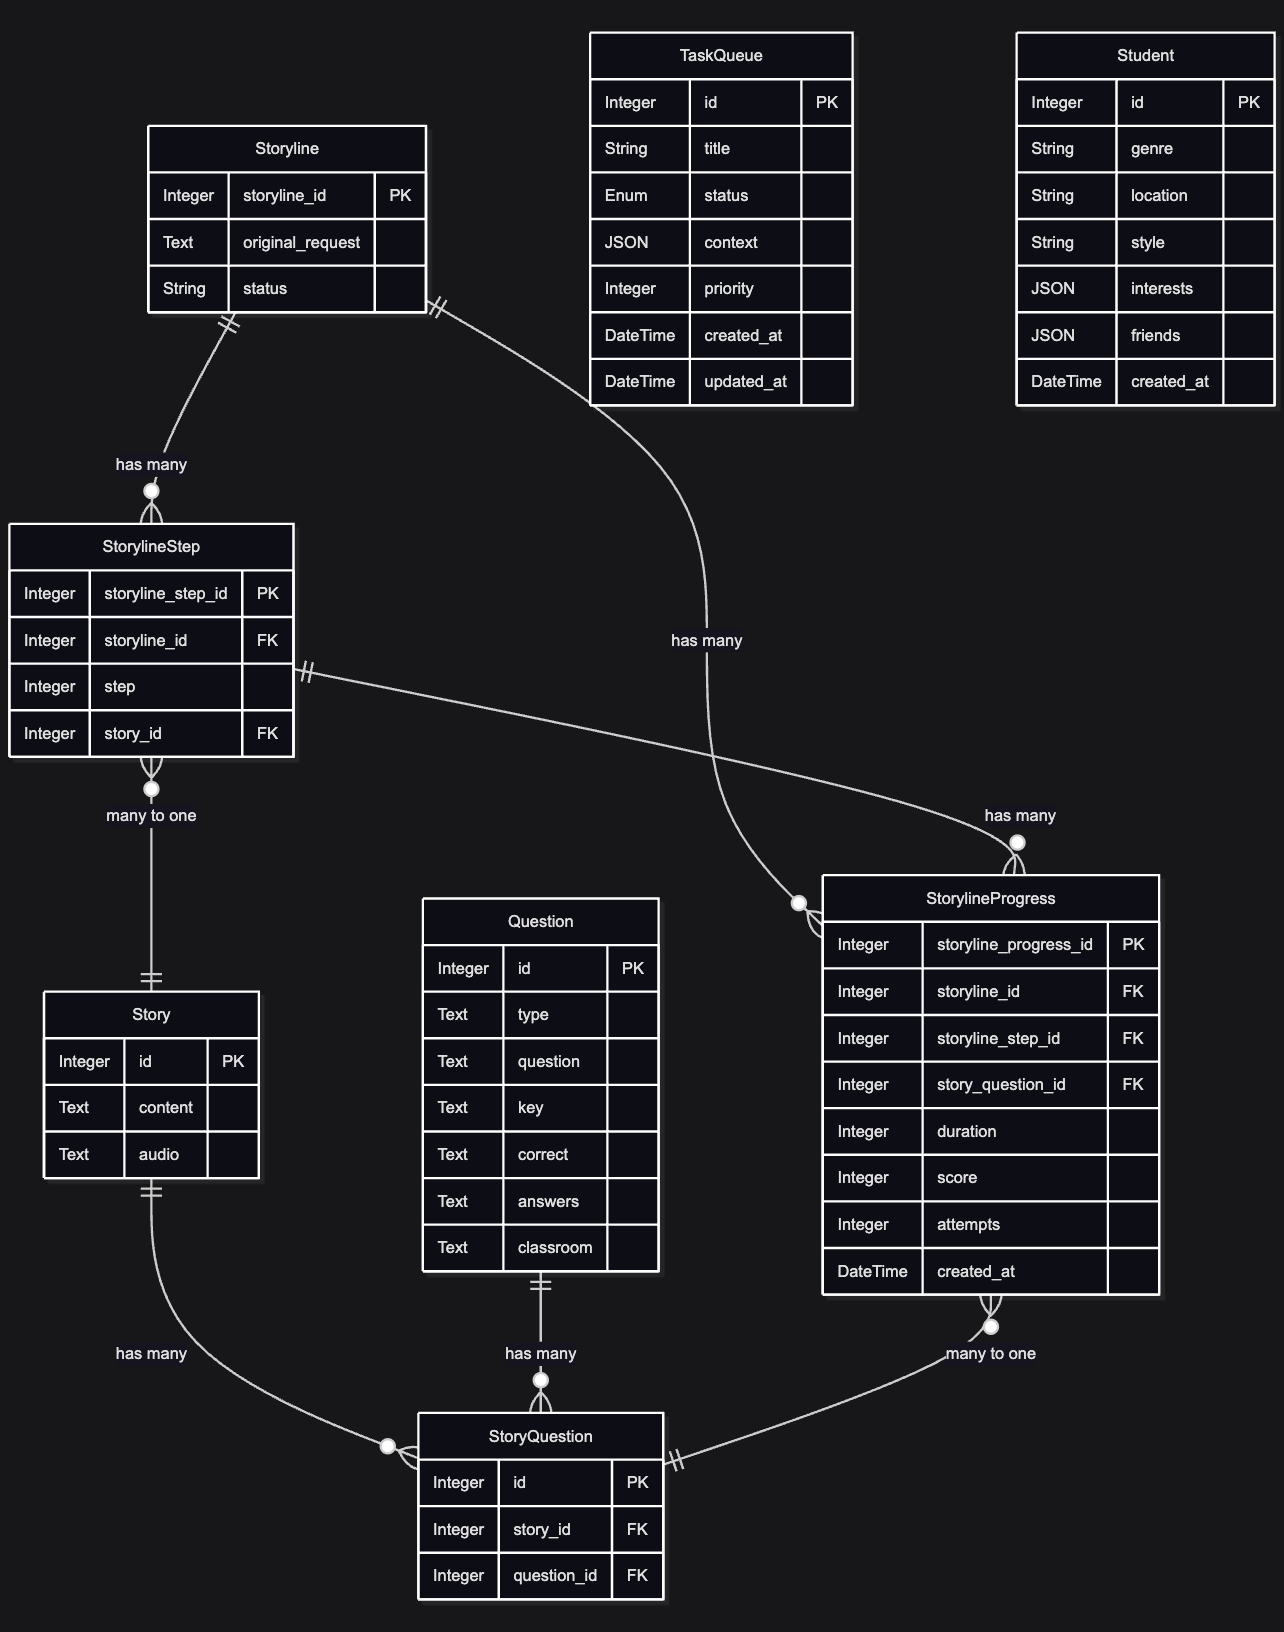 TaskQueue
Integer id PK
String title
Enum status
JSON context
Integer priority
DateTime created_at
DateTime updated_at
Student
Integer id PK
String genre
String location
String style
JSON interests
JSON friends
DateTime created_at
Storyline
Integer storyline_id PK
Text original_request
String status
has many
has many
StorylineStep
Integer storyline_step_id PK
Integer storyline_id FK
Integer step
Integer story_id FK
many to one
has many
StorylineProgress
Integer storyline_progress_id PK
Integer storyline_id FK
Integer storyline_step_id FK
Integer story_question_id FK
Integer duration
Integer score
Integer attempts
DateTime created_at
Question
Integer id PK
Text type
Text question
Text key
Text correct
Text answers
Text classroom
Story
Integer id PK
Text content
Text audio
has many
has many
many to one
StoryQuestion
Integer id PK
Integer story_id FK
Integer question_id FK